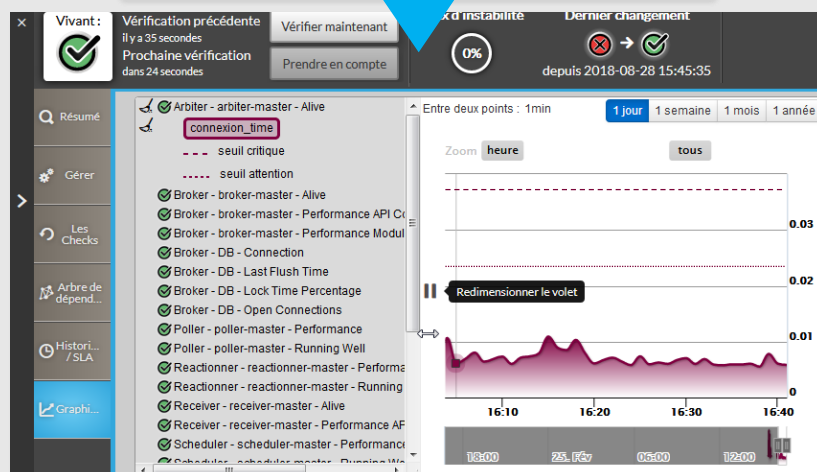 Vivant :
Vérification précédente
il y a 35 secondes
Prochaine vérification
dans 24 secondes
Vérifier maintenant
Prendre en compte
x d'instabilité
0%
Dernier changement
depuis 2018-08-28 15:45:35
Résumé
Gérer
Les
Checks
Arbre de
dépend...
Histori...
/ SLA
Graphi...
Arbiter - arbiter-master - Alive
connexion_time
seuil critique
seuil attention
Broker - broker-master - Alive
Broker - broker-master - Performance API Co
Broker - broker-master - Performance Modul
Broker - DB - Connection
Broker - DB - Last Flush Time
Broker - DB - Lock Time Percentage
Broker - DB - Open Connections
Poller - poller-master - Performance
Poller - poller-master - Running Well
Reactionner - reactionner-master - Performa
Reactionner - reactionner-master - Running
Receiver - receiver-master - Alive
Receiver - receiver-master - Performance AP
Scheduler - scheduler-master - Performance
Scheduler - scheduler-master - Running We
Entre deux points : 1min
1 jour
1 semaine
1 mois
1 année
Zoom
heure
tous
0.03
0.02
0.01
0
Redimensionner le volet
16:10
16:20
16:30
16:40
18:00
25. Fév
06:00
12:00